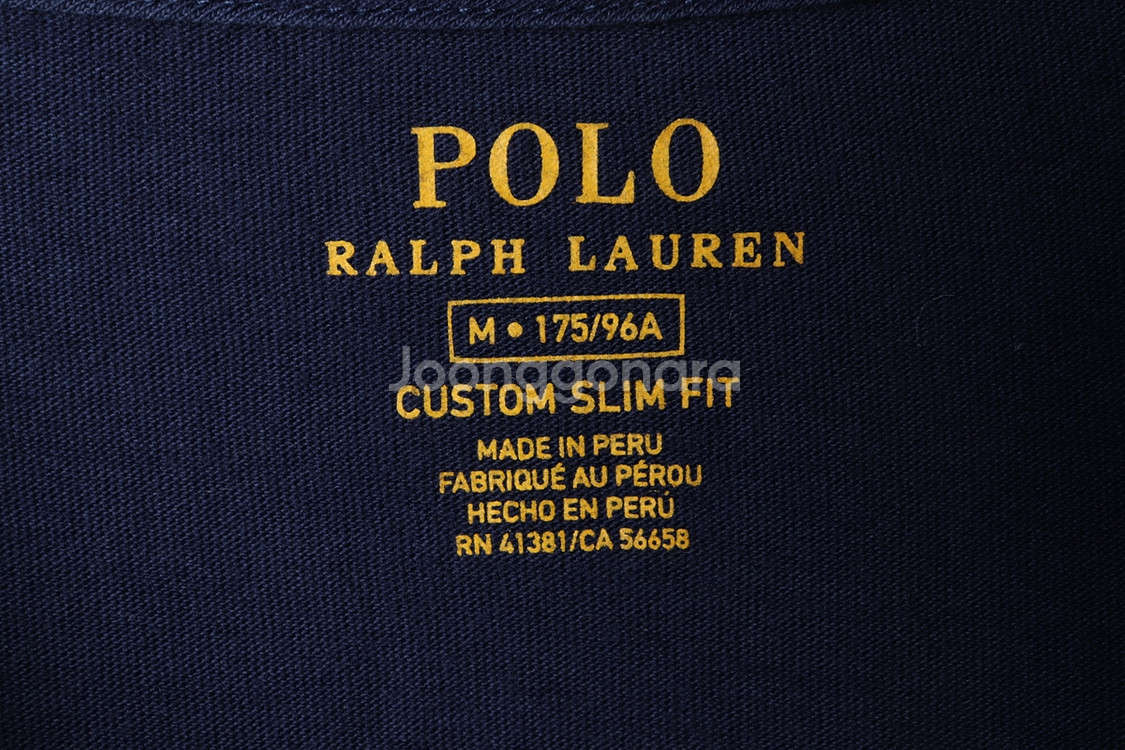 POLO
RALPH LAUREN
M • 175/96A
Joonggonara
CUSTOM SLIM FIT
MADE IN PERU
FABRIQUÉ AU PÉROU
HECHO EN PERÚ
RN 41381/CA 56658